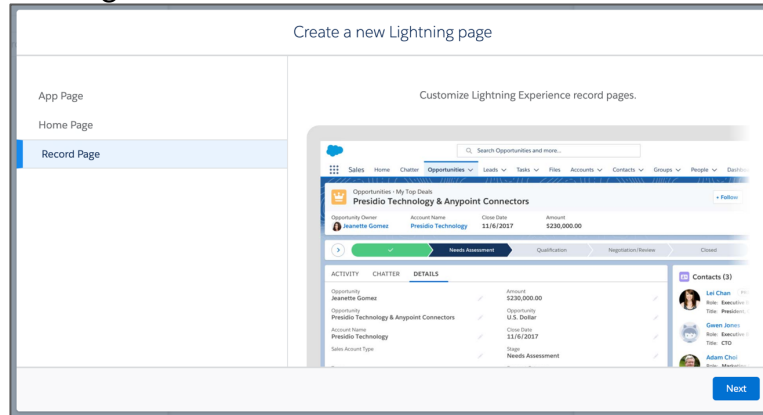 Create a new Lightning page
App Page
Home Page
Record Page
Customize Lightning Experience record pages.
Search Opportunities and more...
Sales Home Chatter Opportunities Leads Tasks Files Accounts Contacts Groups People
Opportunities - My Top Deals
Presidio Technology & Anypoint Connectors
+ Follow
Opportunity Owner Account Name Close Date Amount
Jeanette Gomez Presidio Technology 11/6/2017 $230,000.00
Needs Assessment Qualification Negotiation/Review Closed
ACTIVITY CHATTER DETAILS
Contacts (3)
Opportunity Amount
Jeanette Gomez $230,000.00
Opportunity Opportunity
Presidio Technology & Anypoint Connectors U.S. Dollar
Account Name Close Date
Presidio Technology 11/6/2017
Sales Account Type Stage
Needs Assessment
Lei Chan
Role: Executive
Title: President,
Gwen Jones
Role: Executive
Title: CTO
Adam Choi
Role:
Next